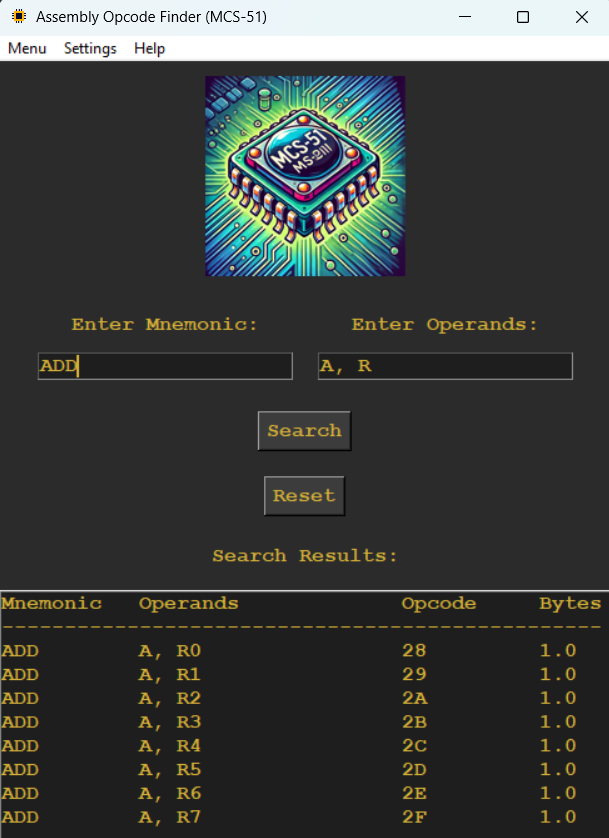 Assembly Opcode Finder (MCS-51)
Menu Settings Help
MCS-51
MS-2111
Enter Mnemonic: Enter Operands:
ADD A, R
Search
Reset
Search Results:
Mnemonic Operands Opcode Bytes
------------------------------------------------
ADD A, R0 28 1.0
ADD A, R1 29 1.0
ADD A, R2 2A 1.0
ADD A, R3 2B 1.0
ADD A, R4 2C 1.0
ADD A, R5 2D 1.0
ADD A, R6 2E 1.0
ADD A, R7 2F 1.0